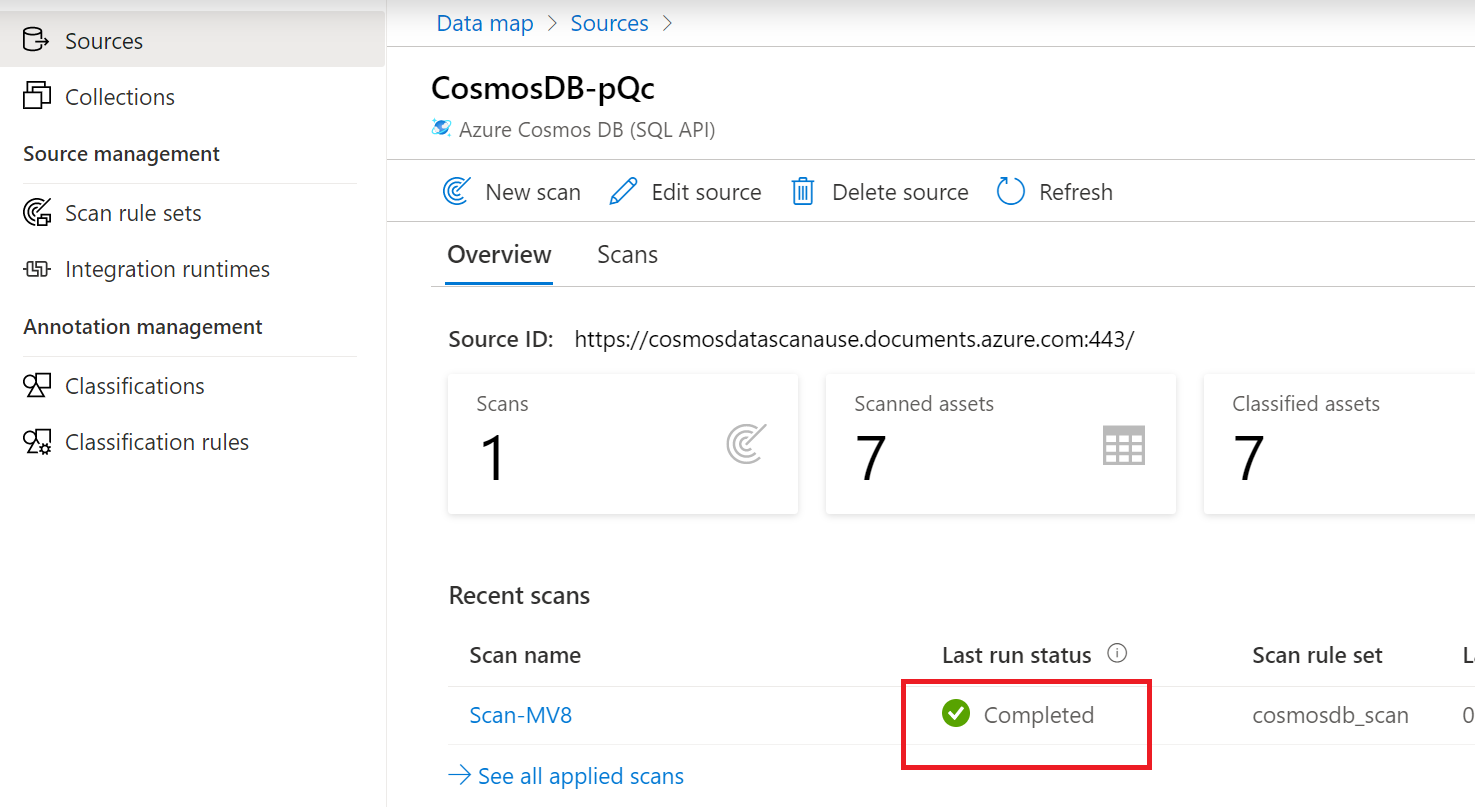 Sources
Collections
Source management
Scan rule sets
Integration runtimes
Annotation management
Classifications
Classification rules
Data map > Sources >
CosmosDB-pQc
Azure Cosmos DB (SQL API)
New scan Edit source Delete source Refresh
Overview Scans
Source ID: https://cosmosdatascanause.documents.azure.com:443/
Scans Scanned assets Classified assets
1 7 7
Recent scans
Scan name Last run status Scan rule set
Scan-MV8 Completed cosmosdb_scan
See all applied scans